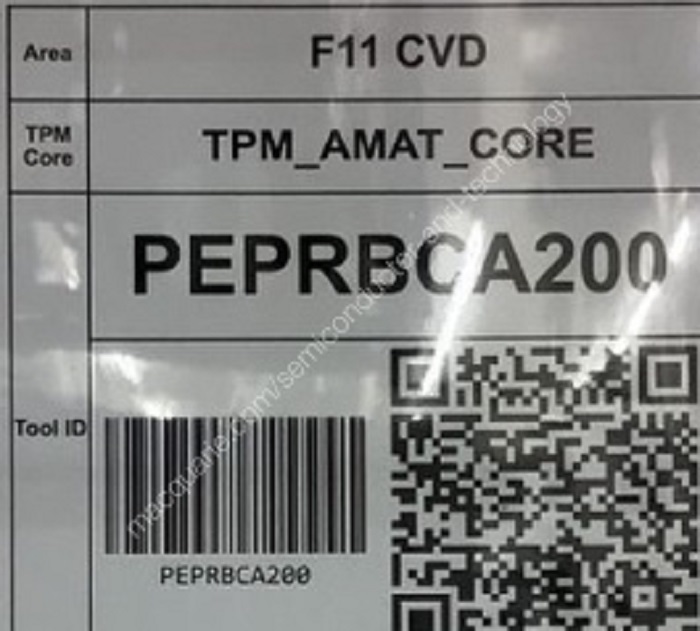 Area
F11 CVD
TPM
Core
TPM_AMAT_CORE
PEPRBCA200
Tool ID
PEPRBCA200
macquarie.com/semiconductor-and-technology